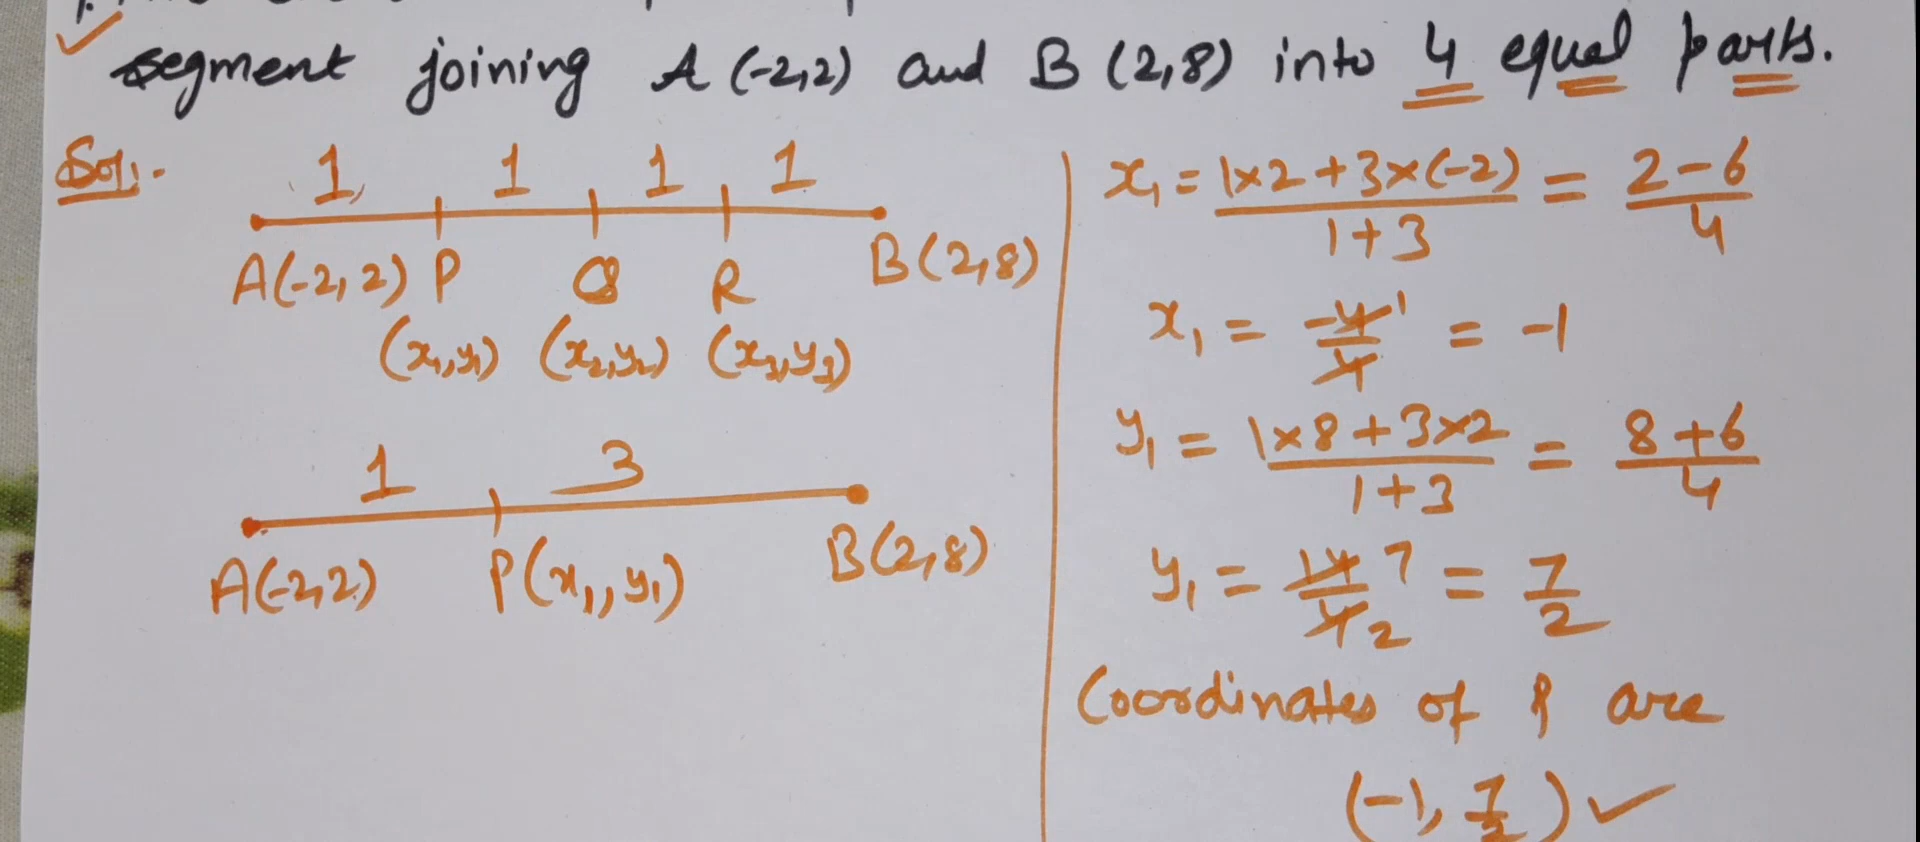 segment joining A (-2,2) and B (2,8) into 4 equal parts.
Sol:-
1 1 1 1
A(-2, 2) P Q R B(2,8)
(x₁,y₁) (x₂,y₂) (x₃,y₃)
1 3
A(-2,2) P(x₁, y₁) B(2,8)
x₁ = 1×2+3×(-2) = 2-6
1+3 4
x₁ = -4 1 = -1
4
y₁ = 1×8+3×2 = 8+6
1+3 4
y₁ = 14 7 = 7
4 2 2
Coordinates of P are
(-1, 7/2) ✓